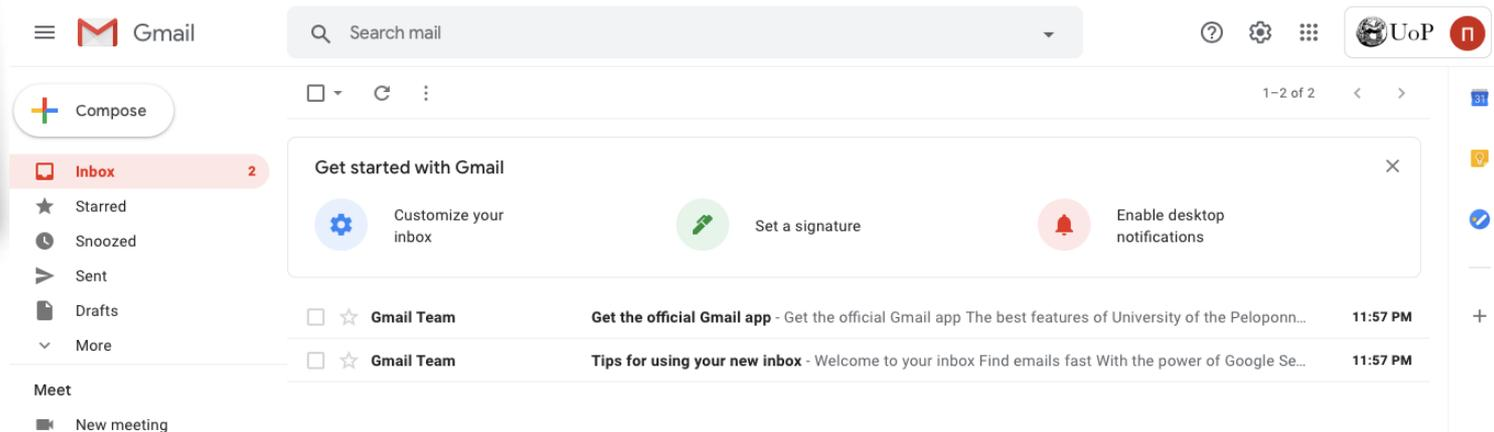 Gmail
Search mail
UoP
Π
Compose
1–2 of 2
31
Get started with Gmail
Inbox 2
Customize your
inbox
Set a signature
Enable desktop
notifications
Starred
Snoozed
Sent
Drafts
More
Gmail Team Get the official Gmail app - Get the official Gmail app The best features of University of the Peloponn... 11:57 PM
Gmail Team Tips for using your new inbox - Welcome to your inbox Find emails fast With the power of Google Se... 11:57 PM
Meet
New meeting